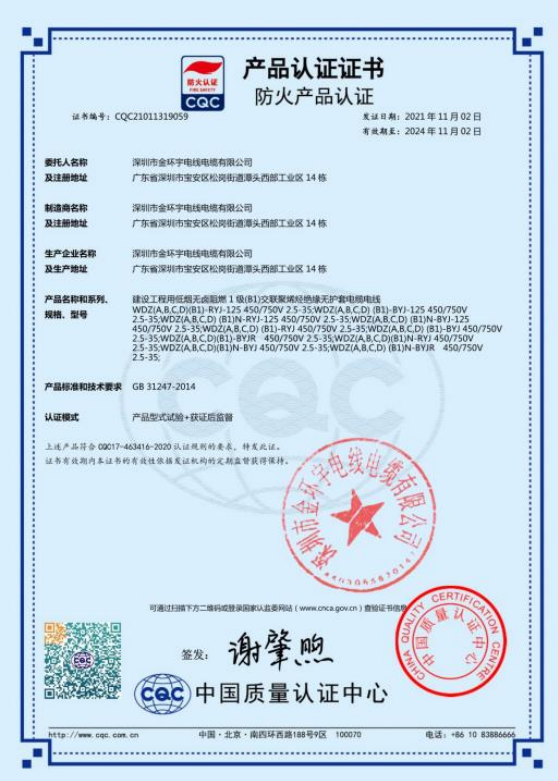 防火认证
FIRE SAFETY
CQC
产品认证证书
防火产品认证
证书编号：CQC21011319059
发证日期：2021 年 11 月 02 日
有效期至：2024 年 11 月 02 日
委托人名称 深圳市金环宇电线电缆有限公司
及注册地址 广东省深圳市宝安区松岗街道潭头西部工业区 14 栋
制造商名称 深圳市金环宇电线电缆有限公司
及注册地址 广东省深圳市宝安区松岗街道潭头西部工业区 14 栋
生产企业名称 深圳市金环宇电线电缆有限公司
及生产地址 广东省深圳市宝安区松岗街道潭头西部工业区 14 栋
产品名称和系列、 建设工程用低烟无卤阻燃 1 级(B1)交联聚烯烃绝缘无护套电缆电线
规格、型号 WDZ(A,B,C,D)(B1)-RYJ-125 450/750V 2.5-35;WDZ(A,B,C,D) (B1)-BYJ-125 450/750V
2.5-35;WDZ(A,B,C,D) (B1)N-RYJ-125 450/750V 2.5-35;WDZ(A,B,C,D) (B1)N-BYJ-125
450/750V 2.5-35;WDZ(A,B,C,D) (B1)-RYJ 450/750V 2.5-35;WDZ(A,B,C,D) (B1)-BYJ 450/750V
2.5-35;WDZ(A,B,C,D)(B1)-BYJR 450/750V 2.5-35;WDZ(A,B,C,D)(B1)N-RYJ 450/750V
2.5-35;WDZ(A,B,C,D)(B1)N-BYJ 450/750V 2.5-35;WDZ(A,B,C,D) (B1)N-BYJR 450/750V
2.5-35;
产品标准和技术要求 GB 31247-2014
认证模式 产品型式试验+获证后监督
上述产品符合 CQC17-463416-2020 认证规则的要求，特发此证。
证书有效期内本证书的有效性依据发证机构的定期监督获得保持。
CQC
深圳市金环宇电线电缆有限公司
可通过扫描下方二维码或登录国家认监委网站（www.cnca.gov.cn）查验证书信息
CHINA QUALITY CERTIFICATION CENTRE
中国质量认证中心
签发：谢肇煦
CQC 中国质量认证中心
http://www.cqc.com.cn 中国·北京·南四环西路188号9区 100070 电话：+86 10 83886666